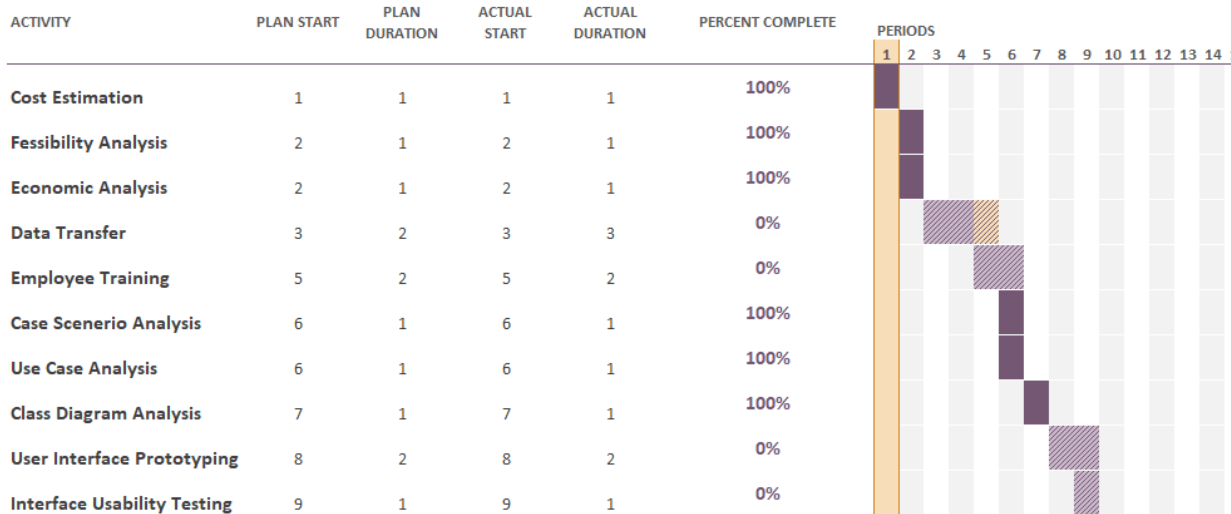 ACTIVITY PLAN START PLAN DURATION ACTUAL START ACTUAL DURATION PERCENT COMPLETE PERIODS
1 2 3 4 5 6 7 8 9 10 11 12 13 14
Cost Estimation 1 1 1 1 100%
Fessibility Analysis 2 1 2 1 100%
Economic Analysis 2 1 2 1 100%
Data Transfer 3 2 3 3 0%
Employee Training 5 2 5 2 0%
Case Scenerio Analysis 6 1 6 1 100%
Use Case Analysis 6 1 6 1 100%
Class Diagram Analysis 7 1 7 1 100%
User Interface Prototyping 8 2 8 2 0%
Interface Usability Testing 9 1 9 1 0%